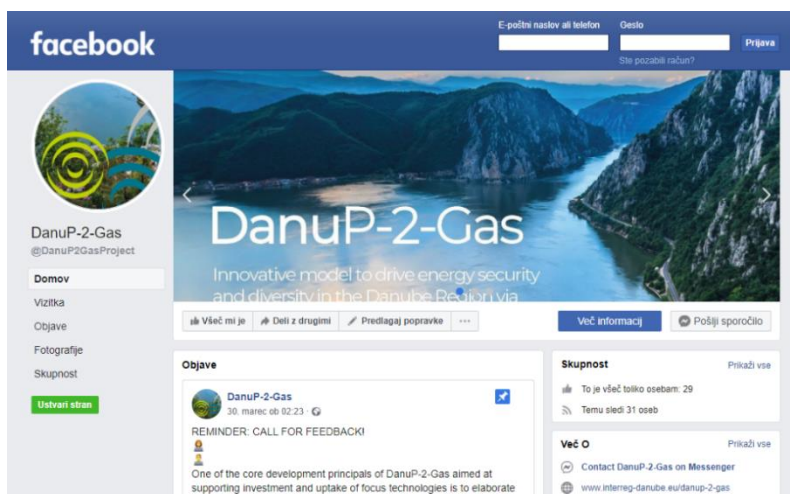 facebook
E-poštni naslov ali telefon
Geslo
Prijava
Ste pozabili račun?
DanuP-2-Gas
@DanuP2GasProject
Domov
Vizitka
Objave
Fotografije
Skupnost
Ustvari stran
DanuP-2-Gas
Innovative model to drive energy security
and diversity in the Danube Region via
Všeč mi je
Deli z drugimi
Predlagaj popravke
Več informacij
Pošlji sporočilo
Objave
DanuP-2-Gas
30. marec ob 02:23
REMINDER: CALL FOR FEEDBACK!
One of the core development principals of DanuP-2-Gas aimed at
supporting investment and uptake of focus technologies is to elaborate
Skupnost
Prikaži vse
To je všeč toliko osebam: 29
Temu sledi 31 oseb
Več O
Prikaži vse
Contact DanuP-2-Gas on Messenger
www.interreg-danube.eu/danup-2-gas